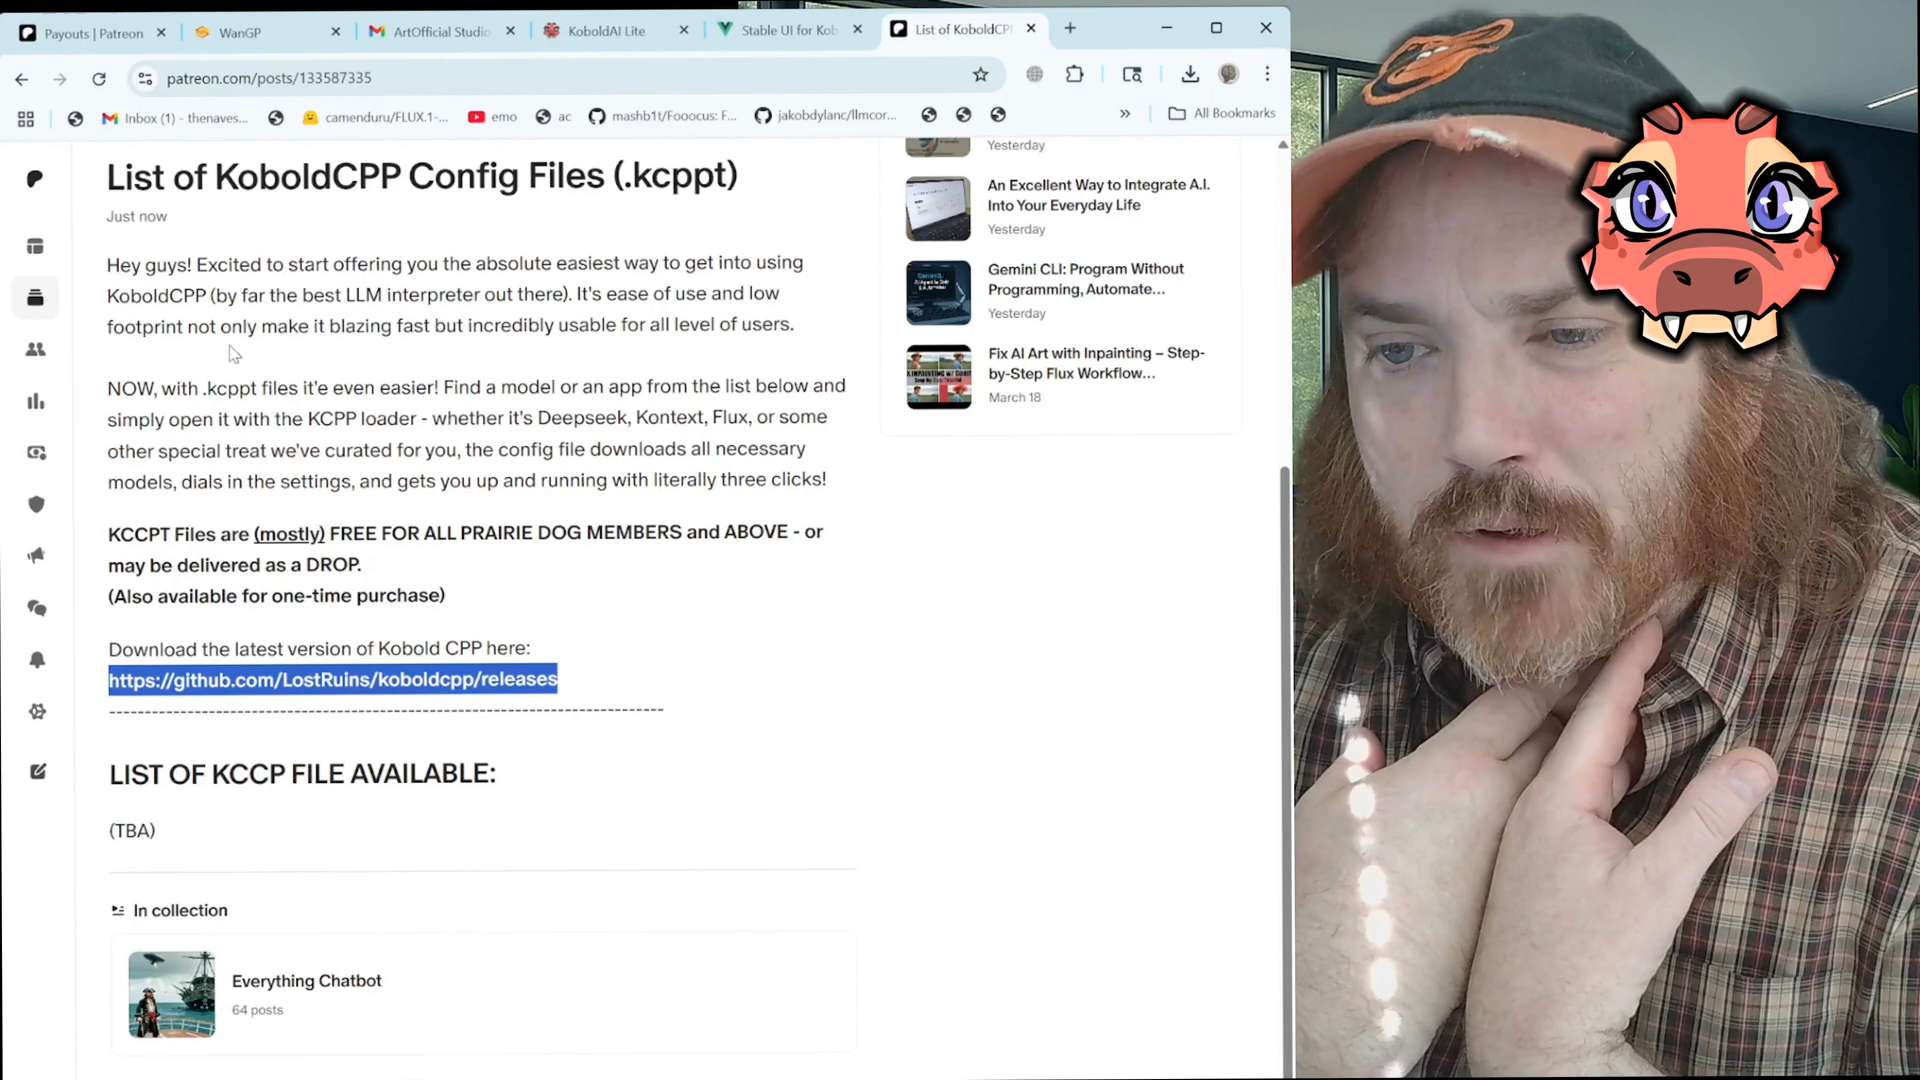 Payouts | Patreon
WanGP
ArtOfficial Studio
KoboldAI Lite
Stable UI for Kob
List of KoboldCPP
patreon.com/posts/133587335
Inbox (1) - thenaves...
camenduru/FLUX.1-...
emo
ac
mashb1t/Fooocus: F...
jakobdylanc/llmcor...
All Bookmarks
List of KoboldCPP Config Files (.kcppt)
Just now
Hey guys! Excited to start offering you the absolute easiest way to get into using
KoboldCPP (by far the best LLM interpreter out there). It's ease of use and low
footprint not only make it blazing fast but incredibly usable for all level of users.
NOW, with .kcppt files it'e even easier! Find a model or an app from the list below and
simply open it with the KCPP loader - whether it's Deepseek, Kontext, Flux, or some
other special treat we've curated for you, the config file downloads all necessary
models, dials in the settings, and gets you up and running with literally three clicks!
KCCPT Files are (mostly) FREE FOR ALL PRAIRIE DOG MEMBERS and ABOVE - or
may be delivered as a DROP.
(Also available for one-time purchase)
Download the latest version of Kobold CPP here:
https://github.com/LostRuins/koboldcpp/releases
--------------------------------------------------------------------------------
LIST OF KCCP FILE AVAILABLE:
(TBA)
In collection
Everything Chatbot
64 posts
Yesterday
An Excellent Way to Integrate A.I.
Into Your Everyday Life
Yesterday
Gemini CLI: Program Without
Programming, Automate...
Yesterday
Fix AI Art with Inpainting – Step-
by-Step Flux Workflow...
March 18